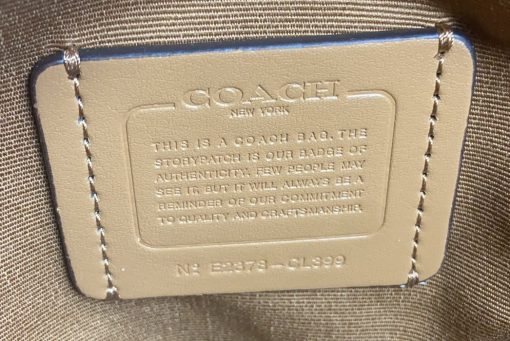 COACH
NEW YORK
THIS IS A COACH BAG. THE
STORYPATCH IS OUR BADGE OF
AUTHENTICITY. FEW PEOPLE MAY
SEE IT, BUT IT WILL ALWAYS BE A
REMINDER OF OUR COMMITMENT
TO QUALITY AND CRAFTSMANSHIP.
Nº E2373-CL399